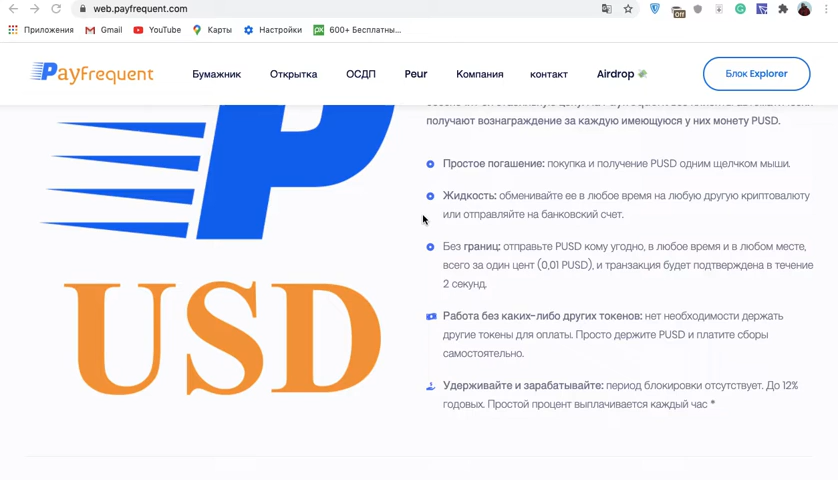 web.payfrequent.com
Приложения Gmail YouTube Карты Настройки 600+ Бесплатны...
Payfrequent Бумажник Открытка ОСДП Peur Компания контакт Airdrop Блок Explorer
получают вознаграждение за каждую имеющуюся у них монету PUSD.
Простое погашение: покупка и получение PUSD одним щелчком мыши.
Жидкость: обменивайте ее в любое время на любую другую криптовалюту
или отправляйте на банковский счет.
Без границ: отправьте PUSD кому угодно, в любое время и в любом месте,
всего за один цент (0,01 PUSD), и транзакция будет подтверждена в течение
2 секунд.
Работа без каких-либо других токенов: нет необходимости держать
другие токены для оплаты. Просто держите PUSD и платите сборы
самостоятельно.
Удерживайте и зарабатывайте: период блокировки отсутствует. До 12%
годовых. Простой процент выплачивается каждый час *
P
USD